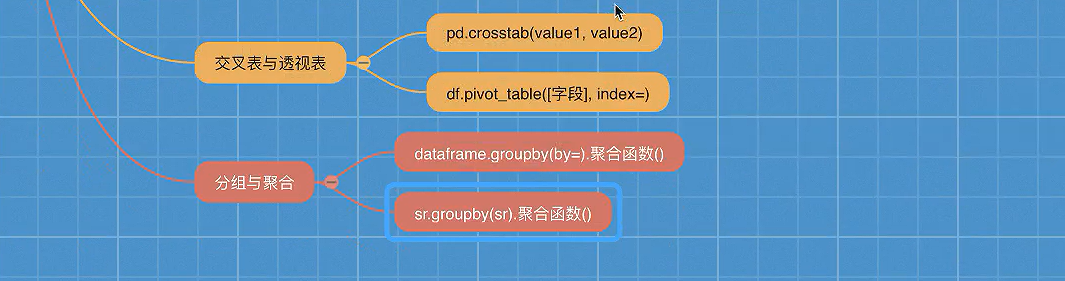 pd.crosstab(value1, value2)
交叉表与透视表
df.pivot_table([字段], index=)
dataframe.groupby(by=).聚合函数()
分组与聚合
sr.groupby(sr).聚合函数()